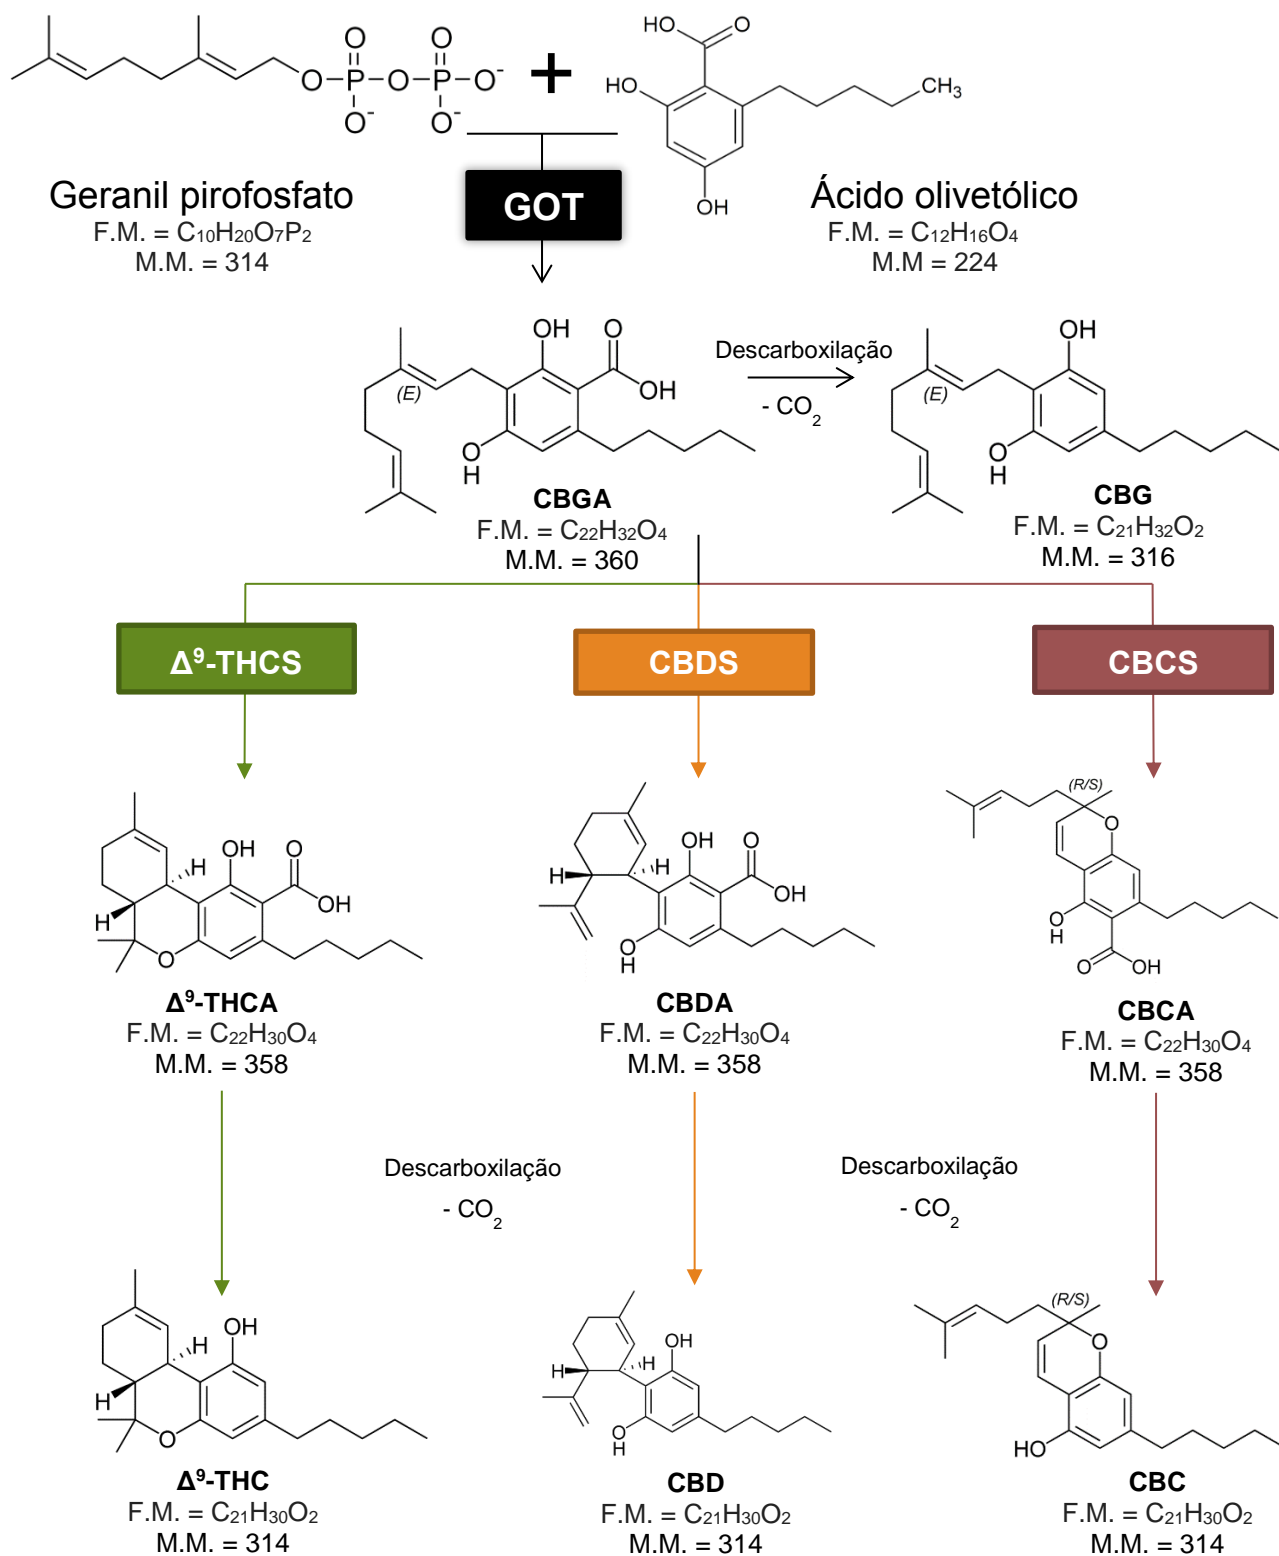 O
P
O
P
O⁻
O
O
O⁻
O⁻
+
HO
O
HO
CH₃
OH
Geranil pirofosfato
F.M. = C₁₀H₂₀O₇P₂
M.M. = 314
GOT
Ácido olivetólico
F.M. = C₁₂H₁₆O₄
M.M = 224
OH
O
OH
(E)
O
H
CBGA
F.M. = C₂₂H₃₂O₄
M.M. = 360
Descarboxilação
- CO₂
OH
(E)
O
H
CBG
F.M. = C₂₁H₃₂O₂
M.M. = 316
Δ⁹-THCS
CBDS
CBCS
H
OH
O
OH
H
O
Δ⁹-THCA
F.M. = C₂₂H₃₀O₄
M.M. = 358
H
H
OH
O
OH
O
H
CBDA
F.M. = C₂₂H₃₀O₄
M.M. = 358
(R/S)
O
O
H
O
OH
CBCA
F.M. = C₂₂H₃₀O₄
M.M. = 358
Descarboxilação
- CO₂
Descarboxilação
- CO₂
H
OH
H
O
Δ⁹-THC
F.M. = C₂₁H₃₀O₂
M.M. = 314
H
H
OH
O
H
CBD
F.M. = C₂₁H₃₀O₂
M.M. = 314
(R/S)
O
HO
CBC
F.M. = C₂₁H₃₀O₂
M.M. = 314